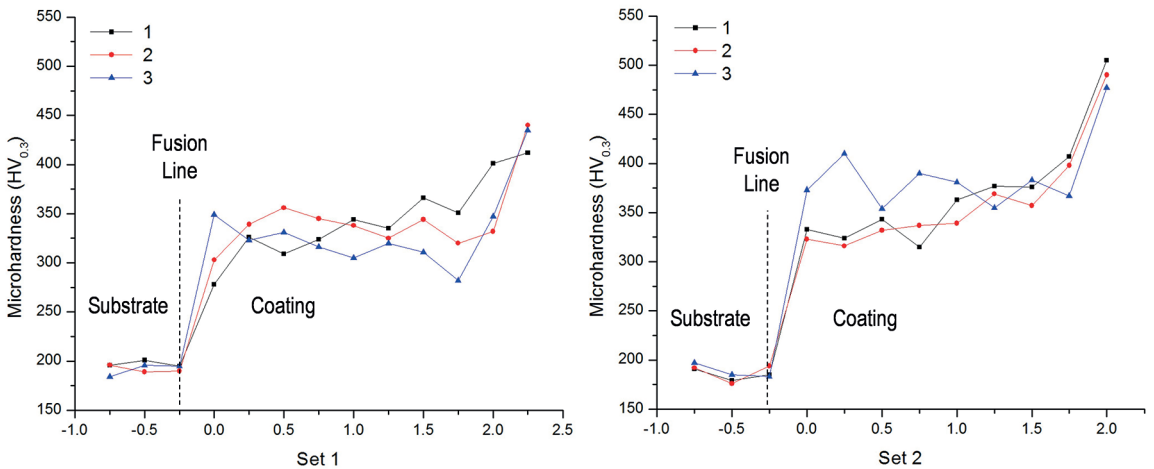 550
500
450
400
350
300
250
200
150
Microhardness (HV0.3)
1
2
3
Fusion
Line
Substrate
Coating
-1.0 -0.5 0.0 0.5 1.0 1.5 2.0 2.5
Set 1
550
500
450
400
350
300
250
200
150
Microhardness (HV0.3)
1
2
3
Fusion
Line
Substrate
Coating
-1.0 -0.5 0.0 0.5 1.0 1.5 2.0
Set 2